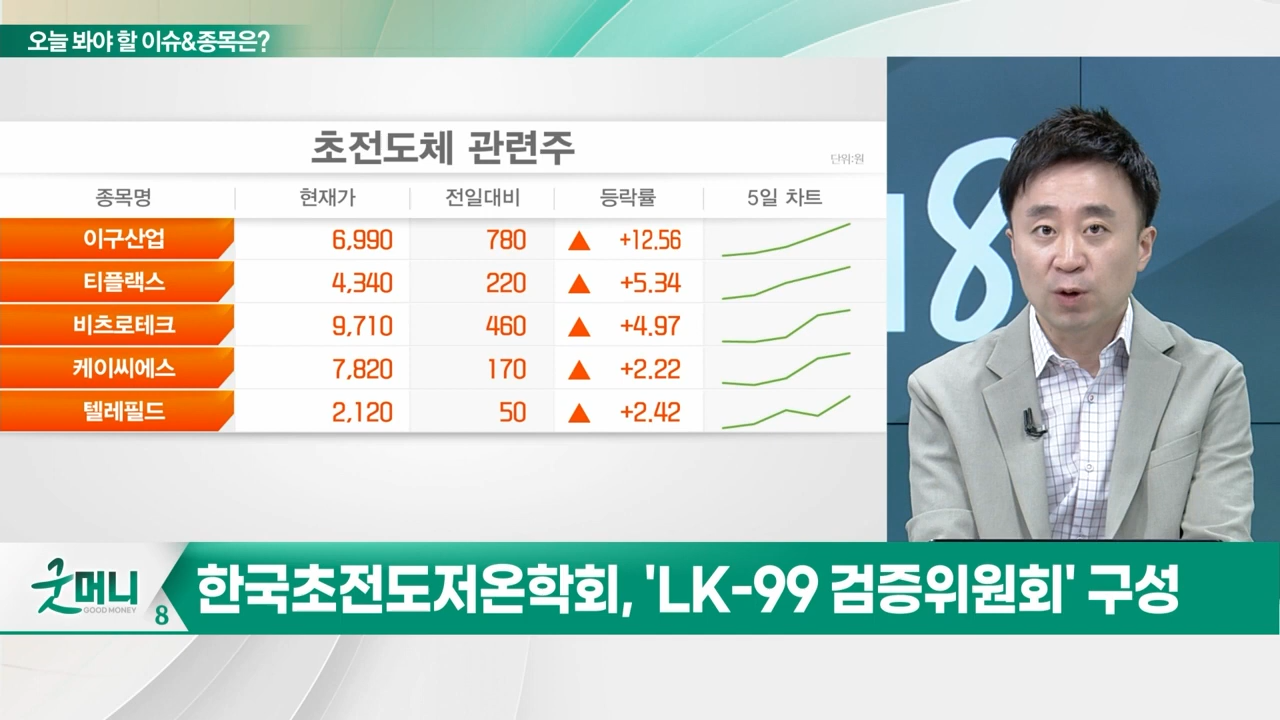 오늘 봐야 할 이슈&종목은?
초전도체 관련주
단위:원
종목명 현재가 전일대비 등락률 5일 차트
이구산업 6,990 780 ▲ +12.56
티플랙스 4,340 220 ▲ +5.34
비츠로테크 9,710 460 ▲ +4.97
케이씨에스 7,820 170 ▲ +2.22
텔레필드 2,120 50 ▲ +2.42
8
굿머니
GOOD MONEY
8
한국초전도저온학회, 'LK-99 검증위원회' 구성